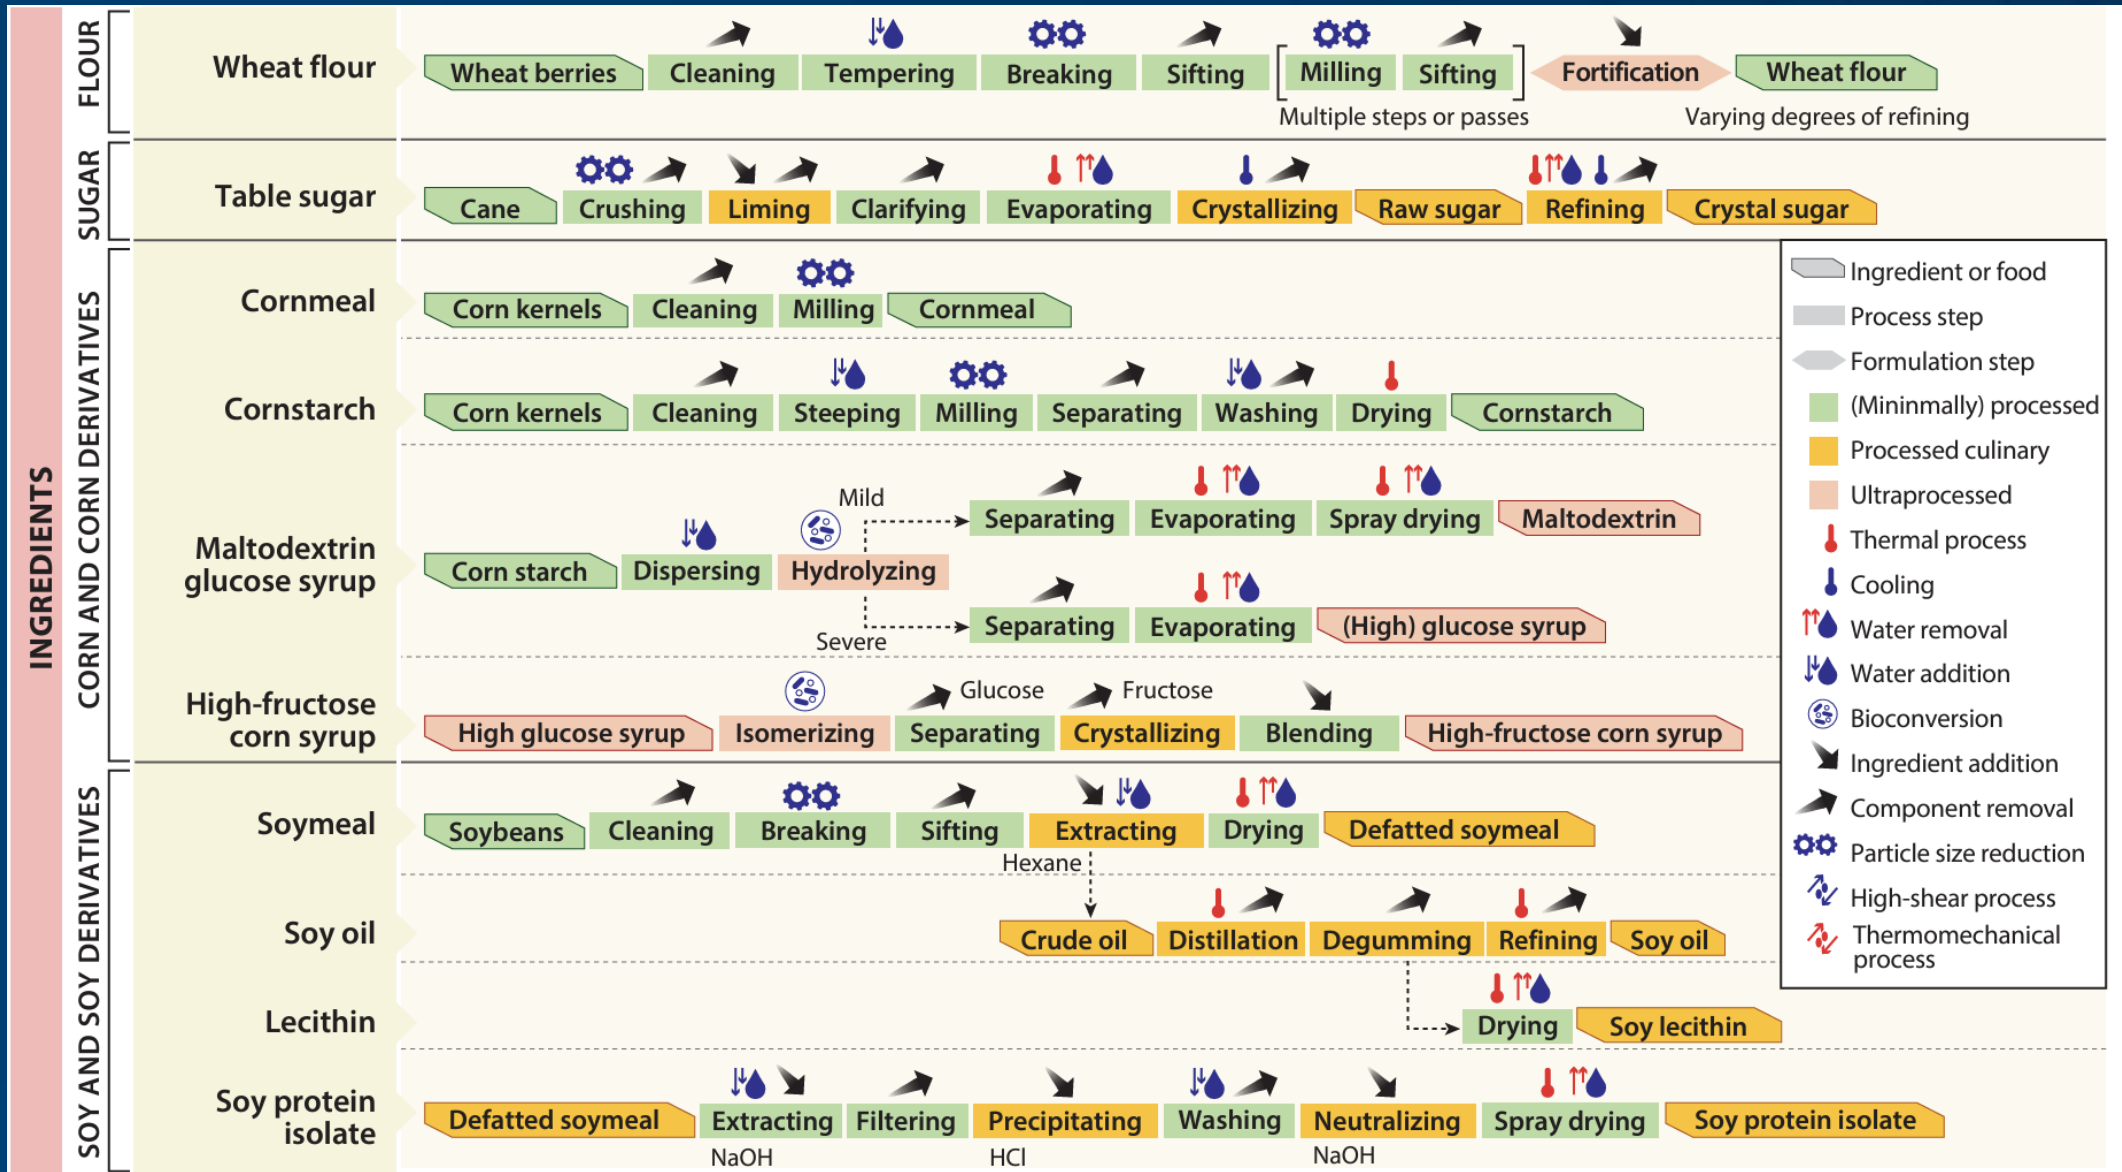 INGREDIENTS
FLOUR
Wheat flour
Wheat berries
Cleaning
Tempering
Breaking
Sifting
Milling
Sifting
Multiple steps or passes
Fortification
Wheat flour
Varying degrees of refining
SUGAR
Table sugar
Cane
Crushing
Liming
Clarifying
Evaporating
Crystallizing
Raw sugar
Refining
Crystal sugar
CORN AND CORN DERIVATIVES
Cornmeal
Corn kernels
Cleaning
Milling
Cornmeal
Cornstarch
Corn kernels
Cleaning
Steeping
Milling
Separating
Washing
Drying
Cornstarch
Maltodextrin
glucose syrup
Corn starch
Dispersing
Hydrolyzing
Mild
Separating
Evaporating
Spray drying
Maltodextrin
Severe
Separating
Evaporating
(High) glucose syrup
High-fructose
corn syrup
High glucose syrup
Isomerizing
Glucose
Separating
Fructose
Crystallizing
Blending
High-fructose corn syrup
SOY AND SOY DERIVATIVES
Soymeal
Soybeans
Cleaning
Breaking
Sifting
Extracting
Hexane
Drying
Defatted soymeal
Soy oil
Crude oil
Distillation
Degumming
Refining
Soy oil
Lecithin
Drying
Soy lecithin
Soy protein
isolate
Defatted soymeal
Extracting
NaOH
Filtering
Precipitating
HCl
Washing
Neutralizing
NaOH
Spray drying
Soy protein isolate
Ingredient or food
Process step
Formulation step
(Mininmally) processed
Processed culinary
Ultraprocessed
Thermal process
Cooling
Water removal
Water addition
Bioconversion
Ingredient addition
Component removal
Particle size reduction
High-shear process
Thermomechanical
process